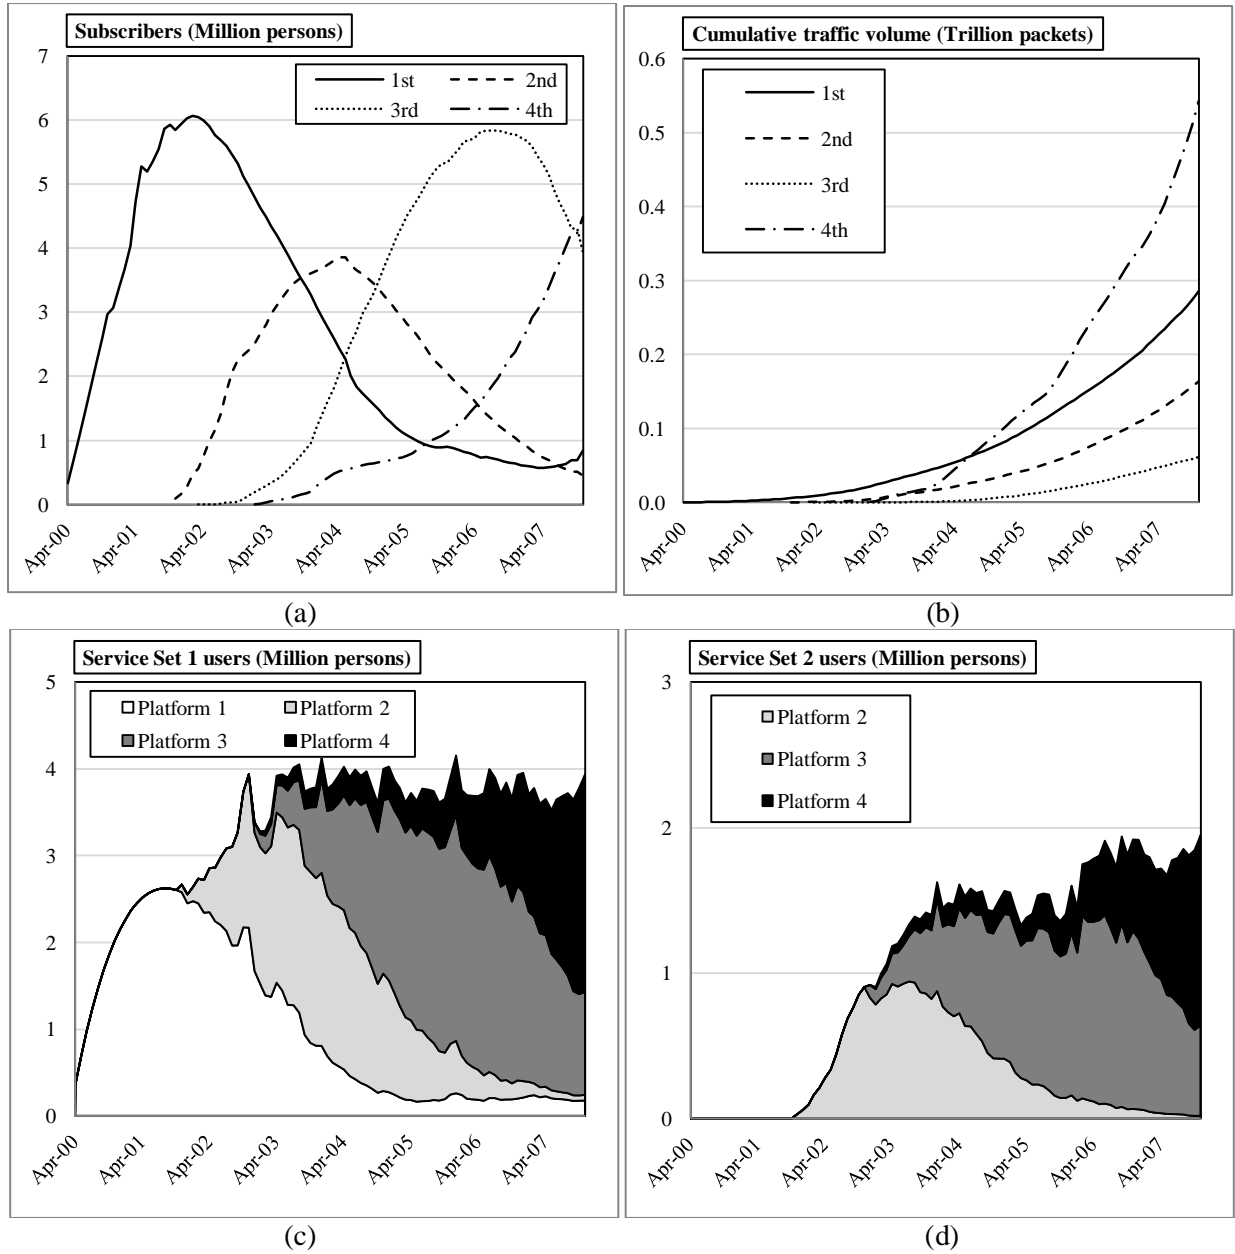 Subscribers (Million persons)
7
6
5
4
3
2
1
0
1st
2nd
3rd
4th
Apr-00
Apr-01
Apr-02
Apr-03
Apr-04
Apr-05
Apr-06
Apr-07
(a)
Cumulative traffic volume (Trillion packets)
0.6
0.5
0.4
0.3
0.2
0.1
0.0
1st
2nd
3rd
4th
Apr-00
Apr-01
Apr-02
Apr-03
Apr-04
Apr-05
Apr-06
Apr-07
(b)
Service Set 1 users (Million persons)
5
4
3
2
1
0
Platform 1
Platform 2
Platform 3
Platform 4
Apr-00
Apr-01
Apr-02
Apr-03
Apr-04
Apr-05
Apr-06
Apr-07
(c)
Service Set 2 users (Million persons)
3
2
1
0
Platform 2
Platform 3
Platform 4
Apr-00
Apr-01
Apr-02
Apr-03
Apr-04
Apr-05
Apr-06
Apr-07
(d)